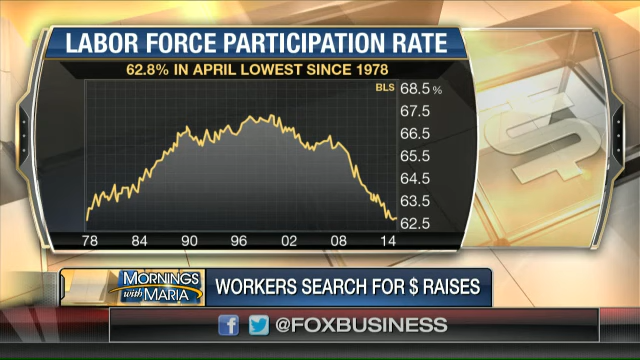 LABOR FORCE PARTICIPATION RATE
62.8% IN APRIL LOWEST SINCE 1978
BLS
68.5%
67.5
66.5
65.5
64.5
63.5
62.5
78 84 90 96 02 08 14
$
MORNINGS
with MARIA
WORKERS SEARCH FOR $ RAISES
f @FOXBUSINESS